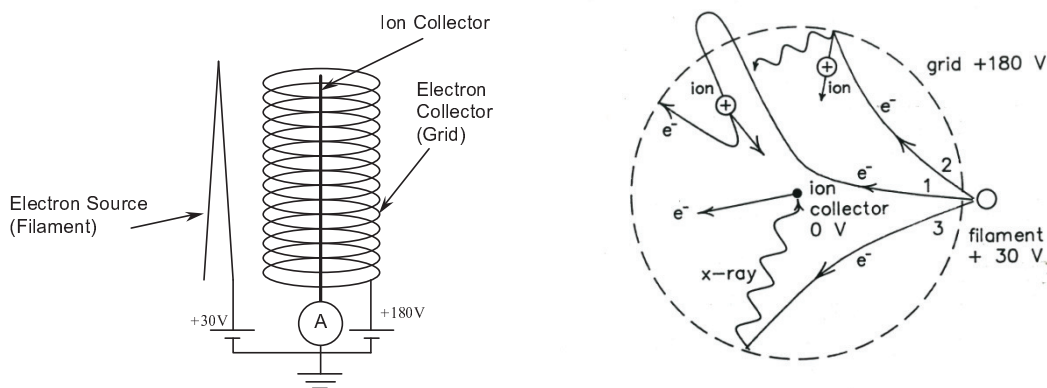 Ion Collector
Electron
Collector
(Grid)
Electron Source
(Filament)
+30V
A
+180V
grid +180 V
ion
+
+
ion
e⁻
e⁻
2
e⁻
1
e⁻
ion
collector
0 V
3
filament
+ 30 V
e⁻
x-ray